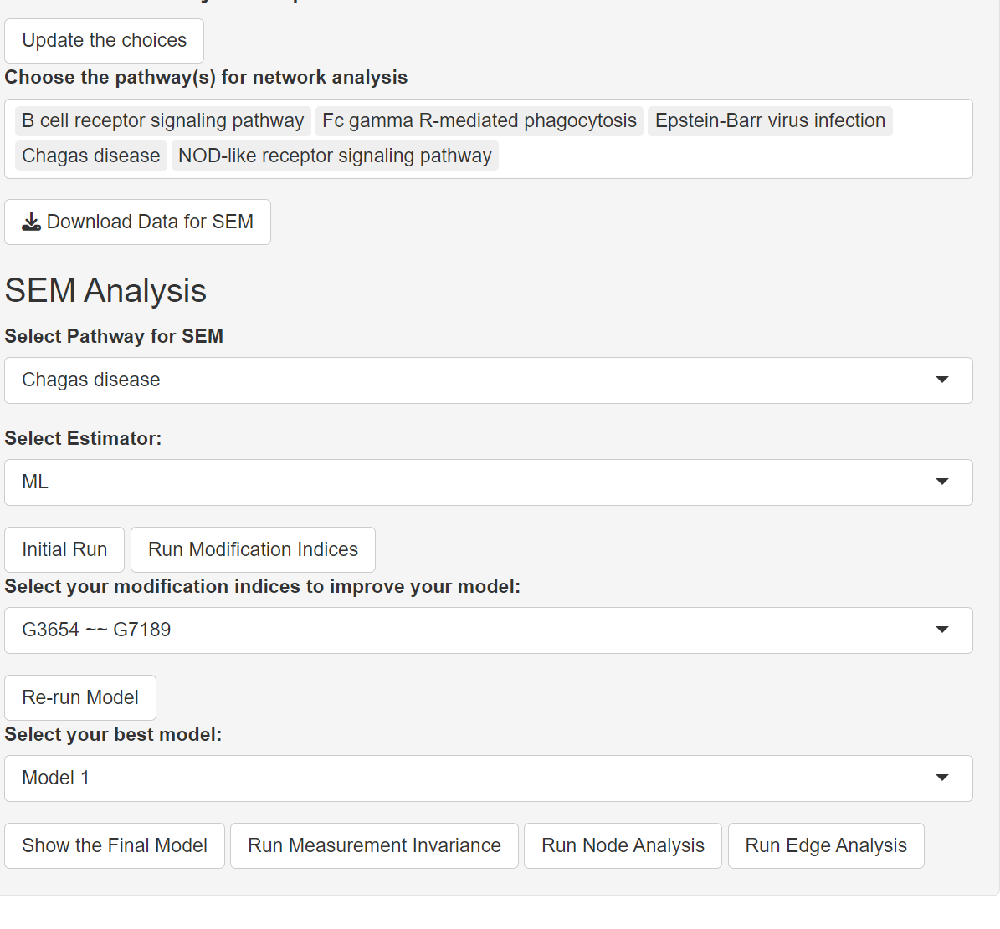 Update the choices
Choose the pathway(s) for network analysis
B cell receptor signaling pathway Fc gamma R-mediated phagocytosis Epstein-Barr virus infection
Chagas disease NOD-like receptor signaling pathway
Download Data for SEM
SEM Analysis
Select Pathway for SEM
Chagas disease
Select Estimator:
ML
Initial Run Run Modification Indices
Select your modification indices to improve your model:
G3654 ~~ G7189
Re-run Model
Select your best model:
Model 1
Show the Final Model Run Measurement Invariance Run Node Analysis Run Edge Analysis